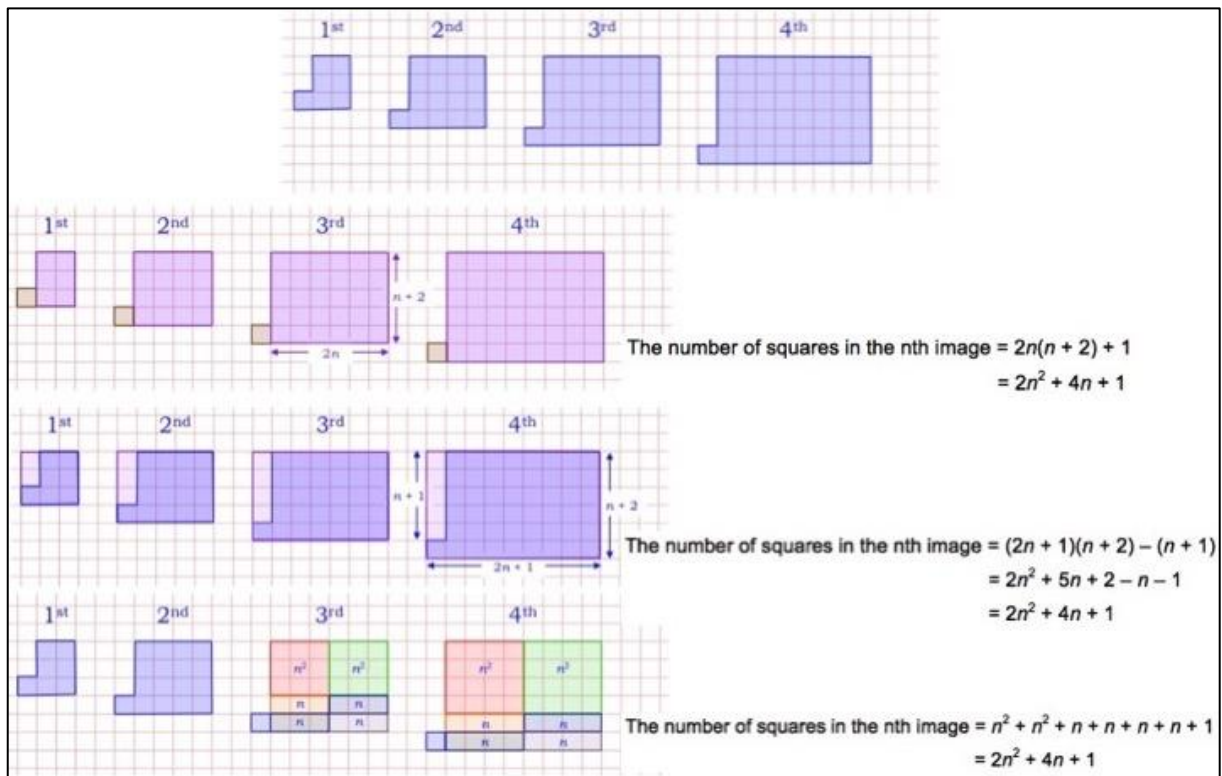 1st 2nd 3rd 4th
1st 2nd 3rd 4th
n + 2
2n
The number of squares in the nth image = 2n(n + 2) + 1
= 2n² + 4n + 1
1st 2nd 3rd 4th
n + 1
n + 2
2n + 1
The number of squares in the nth image = (2n + 1)(n + 2) – (n + 1)
= 2n² + 5n + 2 – n – 1
= 2n² + 4n + 1
1st 2nd 3rd 4th
n² n² n² n²
n n n n
n n n n
The number of squares in the nth image = n² + n² + n + n + n + n + 1
= 2n² + 4n + 1